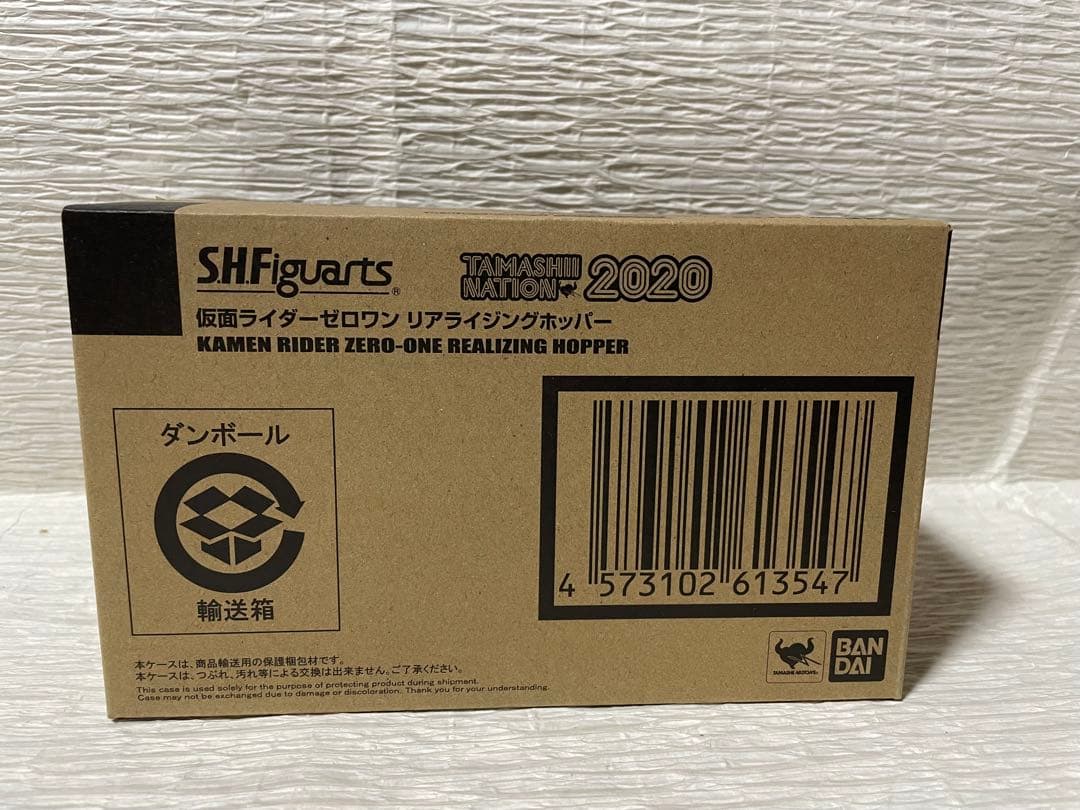 S.H.Figuarts®
TAMASHII NATION 2020
仮面ライダーゼロワン リアライジングホッパー
KAMEN RIDER ZERO-ONE REALIZING HOPPER
ダンボール
輸送箱
4 573102 613547
本ケースは、商品輸送用の保護梱包材です。
本ケースは、つぶれ、汚れ等による交換は出来ません。ご了承ください。
This case is used solely for the purpose of protecting product during shipment.
Case may not be exchanged due to damage or discoloration. Thank you for your understanding.
TAMASHII NATIONS
BAN
DAI